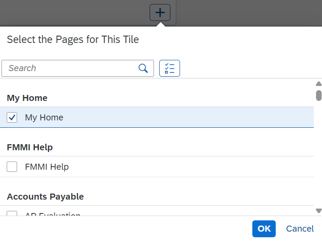 Select the Pages for This Tile
Search
My Home
My Home
FMMI Help
FMMI Help
Accounts Payable
AP Evaluation
OK Cancel